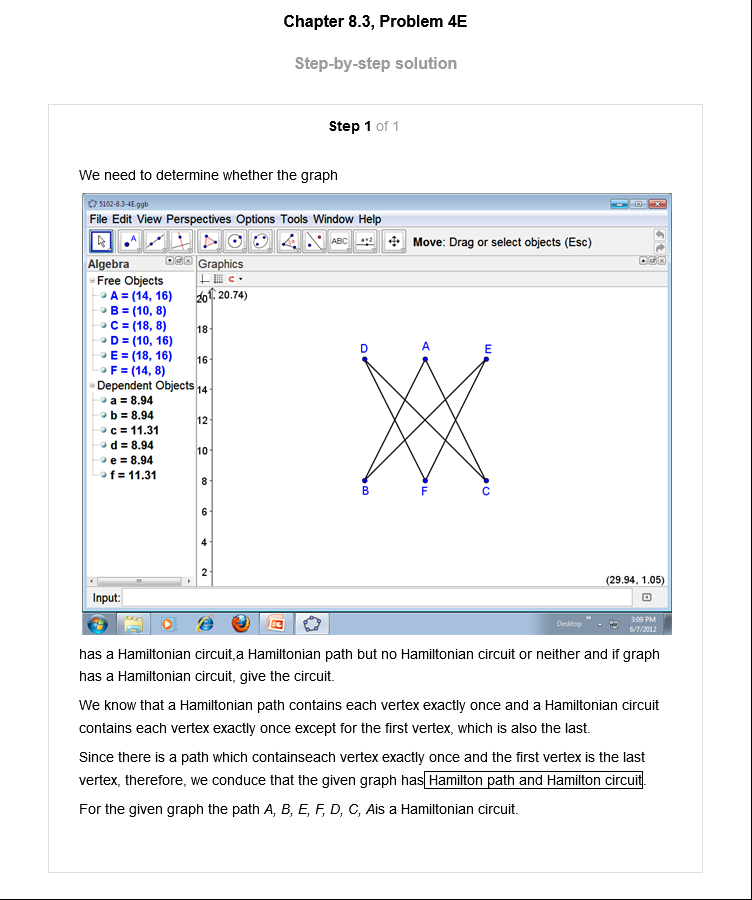 Chapter 8.3, Problem 4E
Step-by-step solution
Step 1 of 1
We need to determine whether the graph
5102-8.3-4E.ggb
File Edit View Perspectives Options Tools Window Help
A
ABC
a=2
Move: Drag or select objects (Esc)
Algebra
Graphics
Free Objects
A = (14, 16)
B = (10, 8)
C = (18, 8)
D = (10, 16)
E = (18, 16)
F = (14, 8)
Dependent Objects
a = 8.94
b = 8.94
c = 11.31
d = 8.94
e = 8.94
f = 11.31
20
, 20.74)
18
16
14
12
10
8
6
4
2
D A E
B F C
(29.94, 1.05)
Input:
Desktop
3:09 PM
6/7/2012
has a Hamiltonian circuit,a Hamiltonian path but no Hamiltonian circuit or neither and if graph
has a Hamiltonian circuit, give the circuit.
We know that a Hamiltonian path contains each vertex exactly once and a Hamiltonian circuit
contains each vertex exactly once except for the first vertex, which is also the last.
Since there is a path which containseach vertex exactly once and the first vertex is the last
vertex, therefore, we conduce that the given graph has Hamilton path and Hamilton circuit.
For the given graph the path A, B, E, F, D, C, Ais a Hamiltonian circuit.